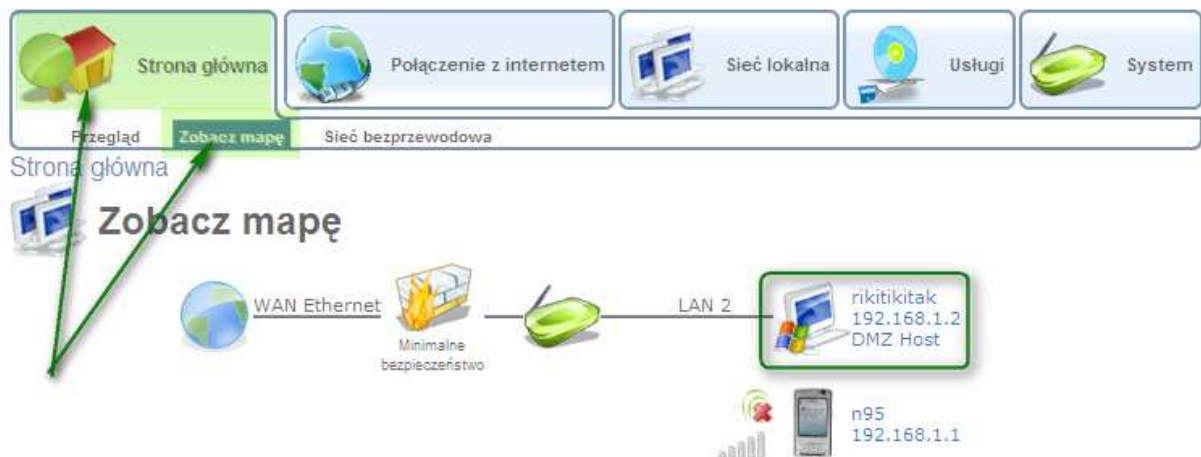 Strona główna
Połączenie z internetem
Sieć lokalna
Usługi
System
Przegląd
Zobacz mapę
Sieć bezprzewodowa
Strona główna
Zobacz mapę
WAN Ethernet
Minimalne
bezpieczeństwo
LAN 2
rikitikitak
192.168.1.2
DMZ Host
n95
192.168.1.1